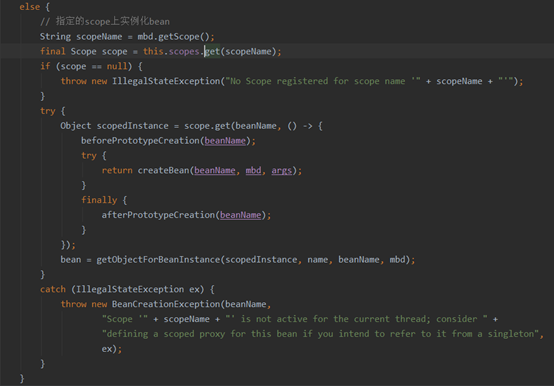 else {
// 指定的scope上实例化bean
String scopeName = mbd.getScope();
final Scope scope = this.scopes.get(scopeName);
if (scope == null) {
throw new IllegalStateException("No Scope registered for scope name '" + scopeName + "'");
}
try {
Object scopedInstance = scope.get(beanName, () -> {
beforePrototypeCreation(beanName);
try {
return createBean(beanName, mbd, args);
}
finally {
afterPrototypeCreation(beanName);
}
});
bean = getObjectForBeanInstance(scopedInstance, name, beanName, mbd);
}
catch (IllegalStateException ex) {
throw new BeanCreationException(beanName,
"Scope '" + scopeName + "' is not active for the current thread; consider " +
"defining a scoped proxy for this bean if you intend to refer to it from a singleton",
ex);
}
}